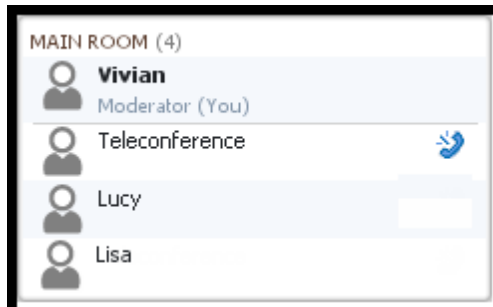 MAIN ROOM (4)
Vivian
Moderator (You)
Teleconference
Lucy
Lisa